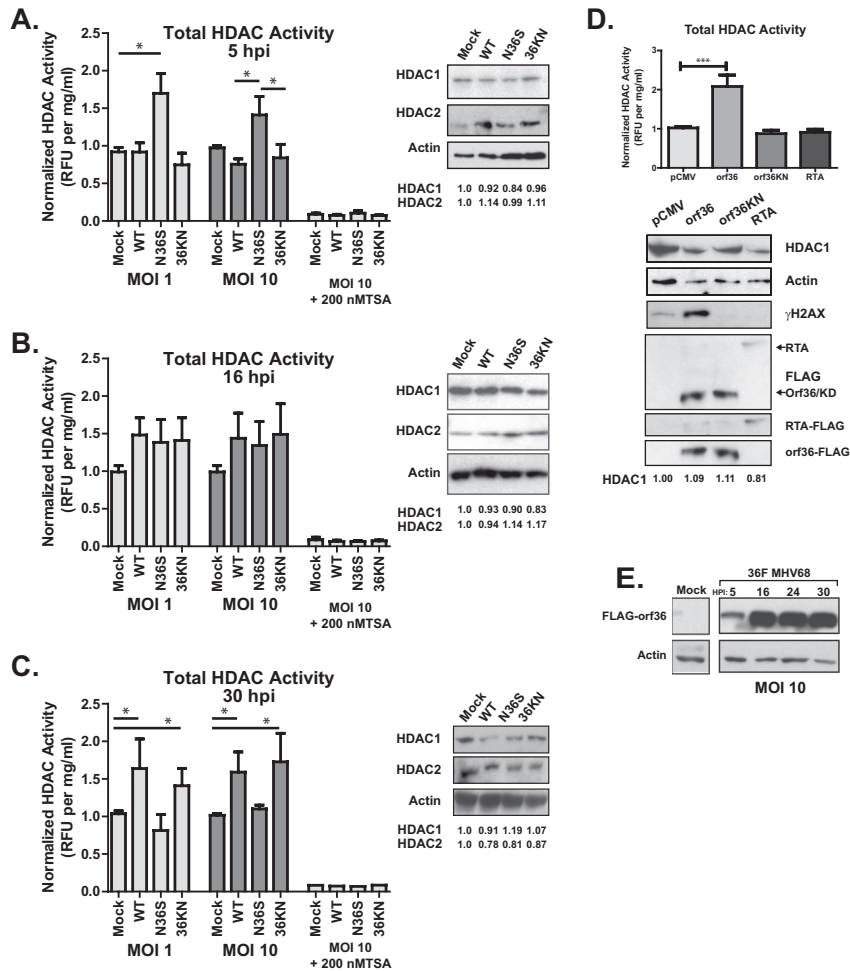 A.
Total HDAC Activity
5 hpi
Normalized HDAC Activity
(RFU per mg/ml)
2.5
2.0
1.5
1.0
0.5
0.0
* * *
Mock WT N36S 36KN
Mock WT N36S 36KN
MOI 1
MOI 10
MOI 10
+ 200 nMTSA
Mock WT N36S 36KN
HDAC1
HDAC2
Actin
HDAC1 1.0 0.92 0.84 0.96
HDAC2 1.0 1.14 0.99 1.11
B.
Total HDAC Activity
16 hpi
Normalized HDAC Activity
(RFU per mg/ml)
2.5
2.0
1.5
1.0
0.5
0.0
Mock WT N36S 36KN
Mock WT N36S 36KN
Mock WT N36S 36KN
MOI 1
MOI 10
MOI 10
+ 200 nMTSA
Mock WT N36S 36KN
HDAC1
HDAC2
Actin
HDAC1 1.0 0.93 0.90 0.83
HDAC2 1.0 0.94 1.14 1.17
C.
Total HDAC Activity
30 hpi
Normalized HDAC Activity
(RFU per mg/ml)
2.5
2.0
1.5
1.0
0.5
0.0
* * * *
Mock WT N36S 36KN
Mock WT N36S 36KN
Mock WT N36S 36KN
MOI 1
MOI 10
MOI 10
+ 200 nMTSA
Mock WT N36S 36KN
HDAC1
HDAC2
Actin
HDAC1 1.0 0.91 1.19 1.07
HDAC2 1.0 0.78 0.81 0.87
D.
Total HDAC Activity
Normalized HDAC Activity
(RFU per mg/ml)
3
2
1
0
***
pCMV orf36 orf36KN RTA
pCMV orf36 orf36KN RTA
HDAC1
Actin
γH2AX
RTA
FLAG
Orf36/KD
RTA-FLAG
orf36-FLAG
HDAC1 1.00 1.09 1.11 0.81
E.
36F MHV68
Mock HPI: 5 16 24 30
FLAG-orf36
Actin
MOI 10